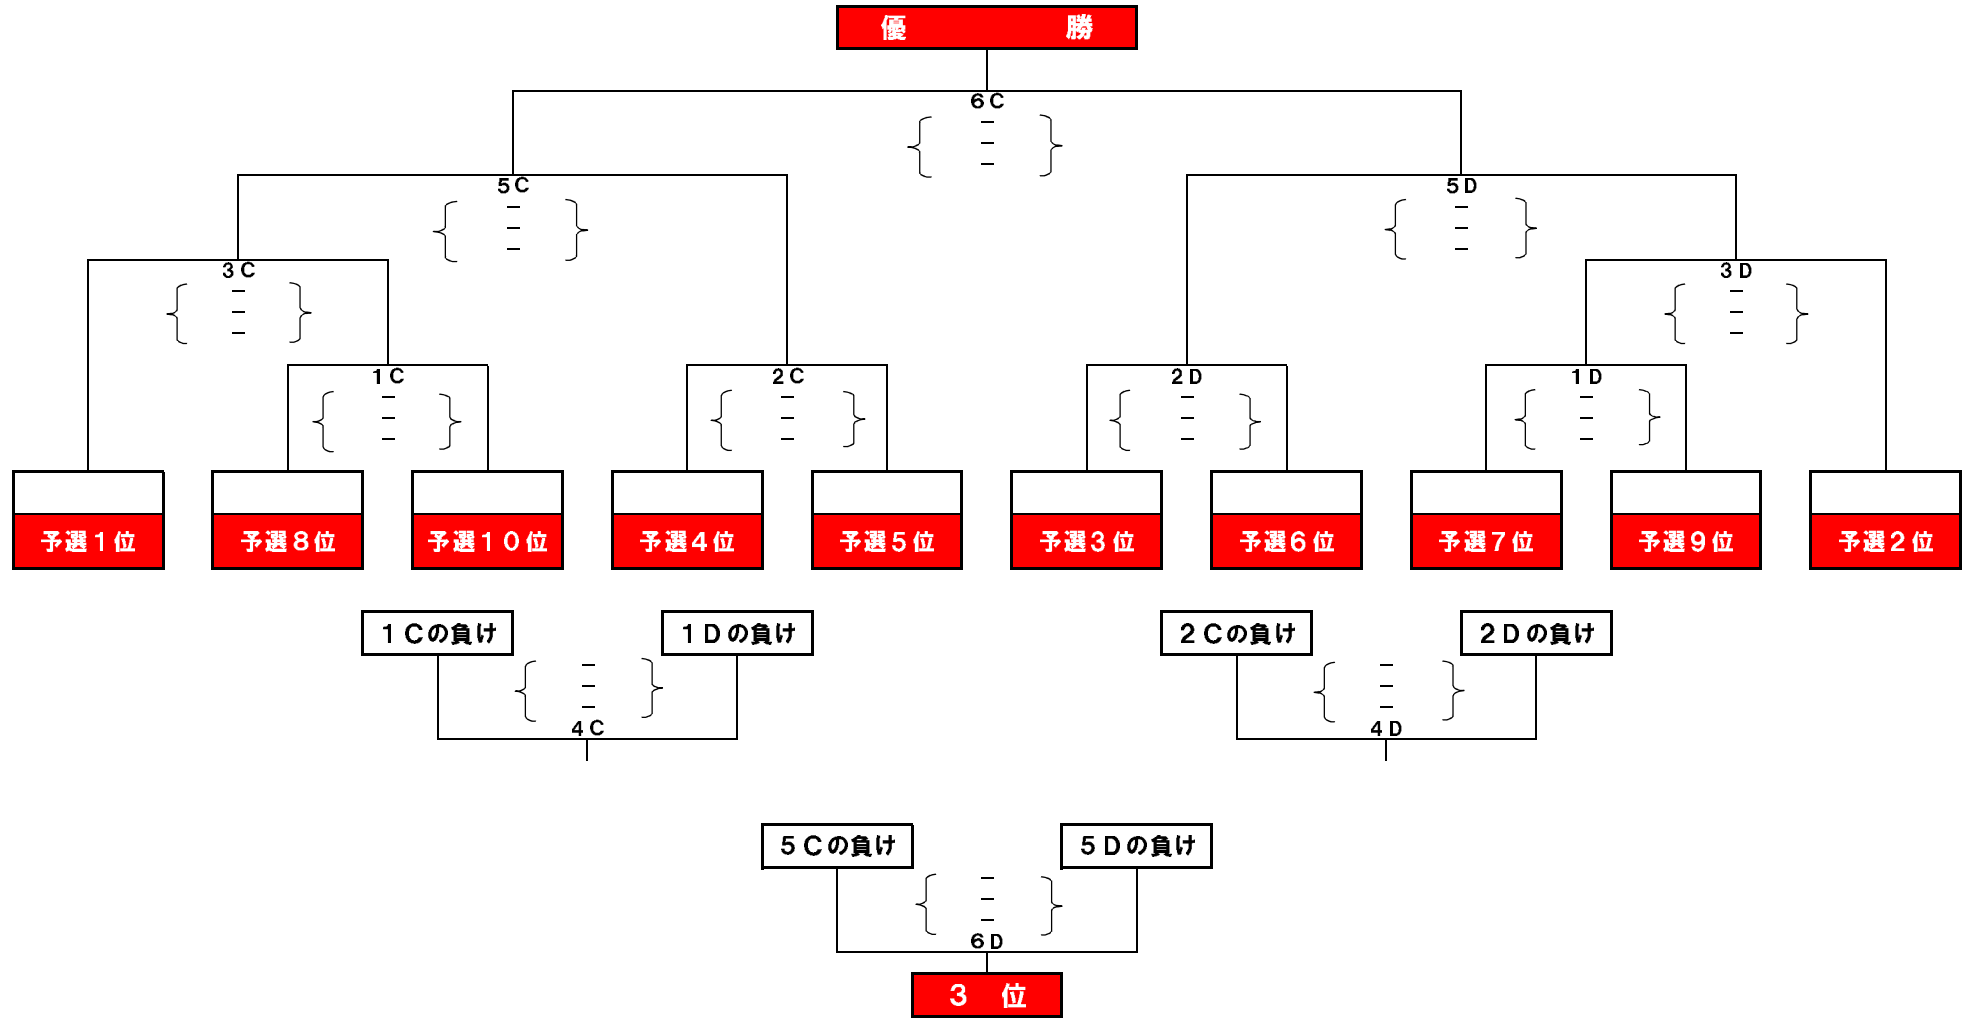 優　勝
６Ｃ
５Ｃ
５Ｄ
３Ｃ
３Ｄ
１Ｃ
２Ｃ
２Ｄ
１Ｄ
予選１位
予選８位
予選１０位
予選４位
予選５位
予選３位
予選６位
予選７位
予選９位
予選２位
１Ｃの負け
１Ｄの負け
２Ｃの負け
２Ｄの負け
４Ｃ
４Ｄ
５Ｃの負け
５Ｄの負け
６Ｄ
３　位